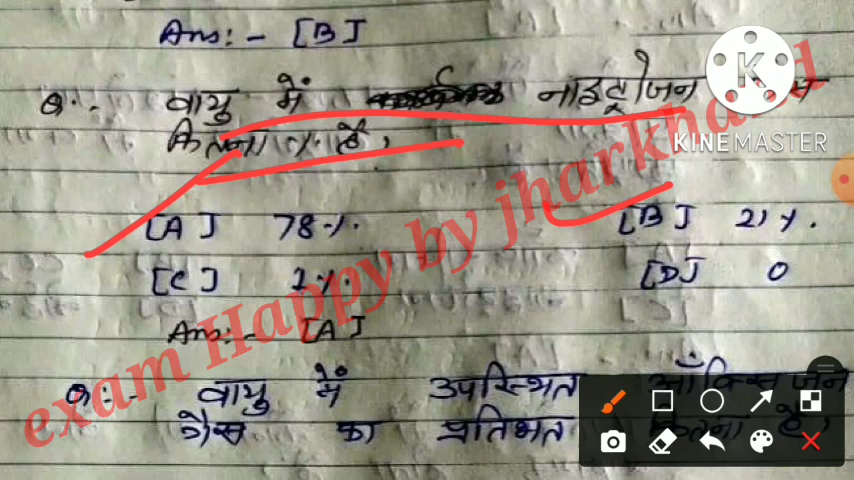 Ans:- [B]
Q:- वायु में नाइट्रोजन
कितना % है,
[A] 78%. [B] 21%.
[C] 2%. [D] 0
Ans:- [A]
Q:- वायु में उपस्थित ऑक्सिजन
गैस का प्रतिशत कितना है,
KINEMASTER
exam Happy by jharkhand